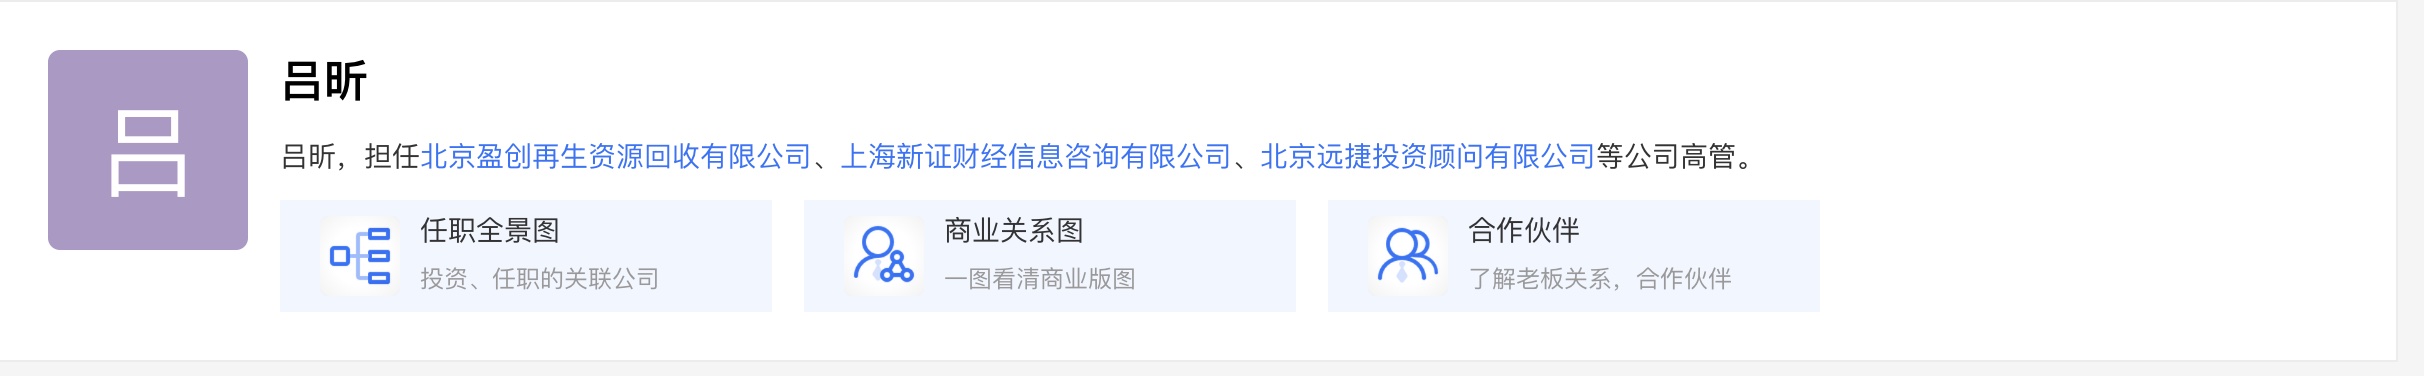 吕
吕昕
吕昕，担任北京盈创再生资源回收有限公司、上海新证财经信息咨询有限公司、北京远捷投资顾问有限公司等公司高管。
任职全景图
投资、任职的关联公司
商业关系图
一图看清商业版图
合作伙伴
了解老板关系，合作伙伴